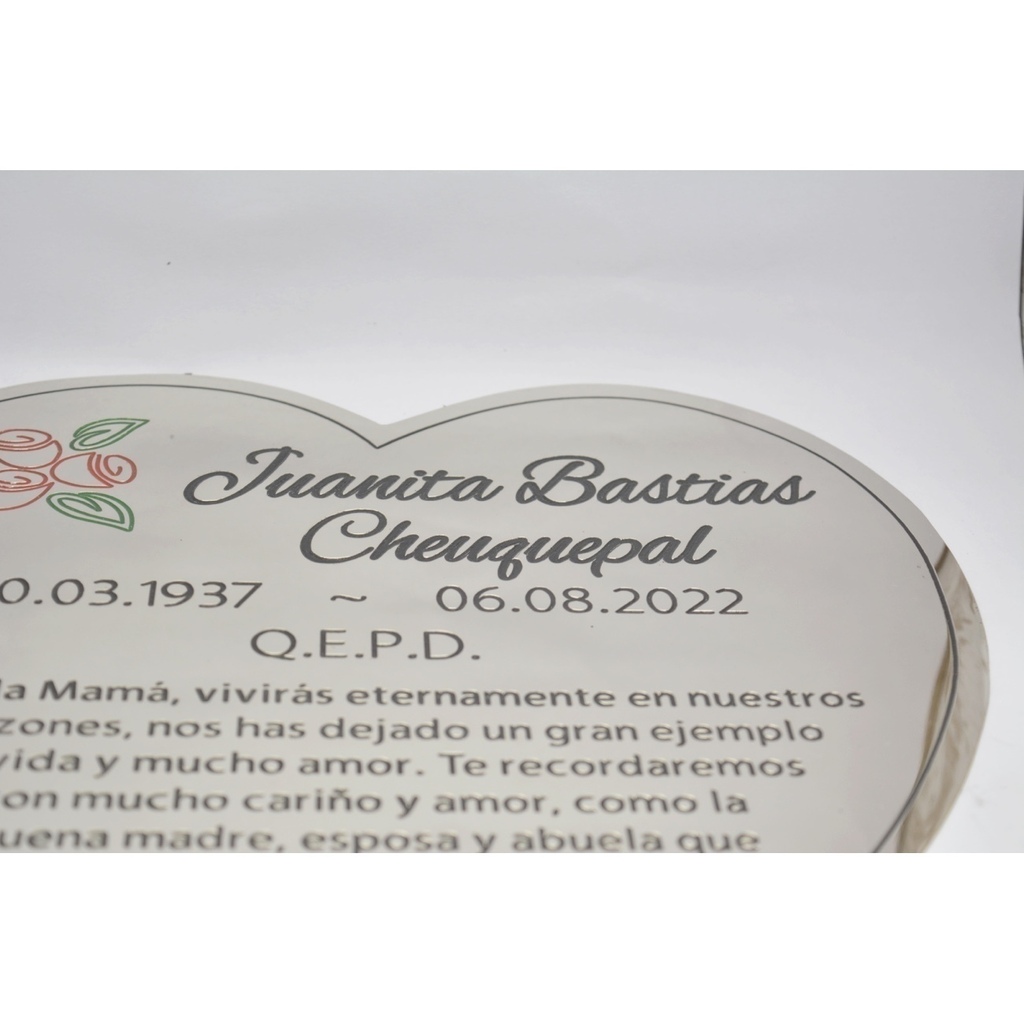 Juanita Bastias
Cheuquepal
0.03.1937 ~ 06.08.2022
Q.E.P.D.
la Mamá, vivirás eternamente en nuestros
zones, nos has dejado un gran ejemplo
vida y mucho amor. Te recordaremos
on mucho cariño y amor, como la
uena madre, esposa y abuela que